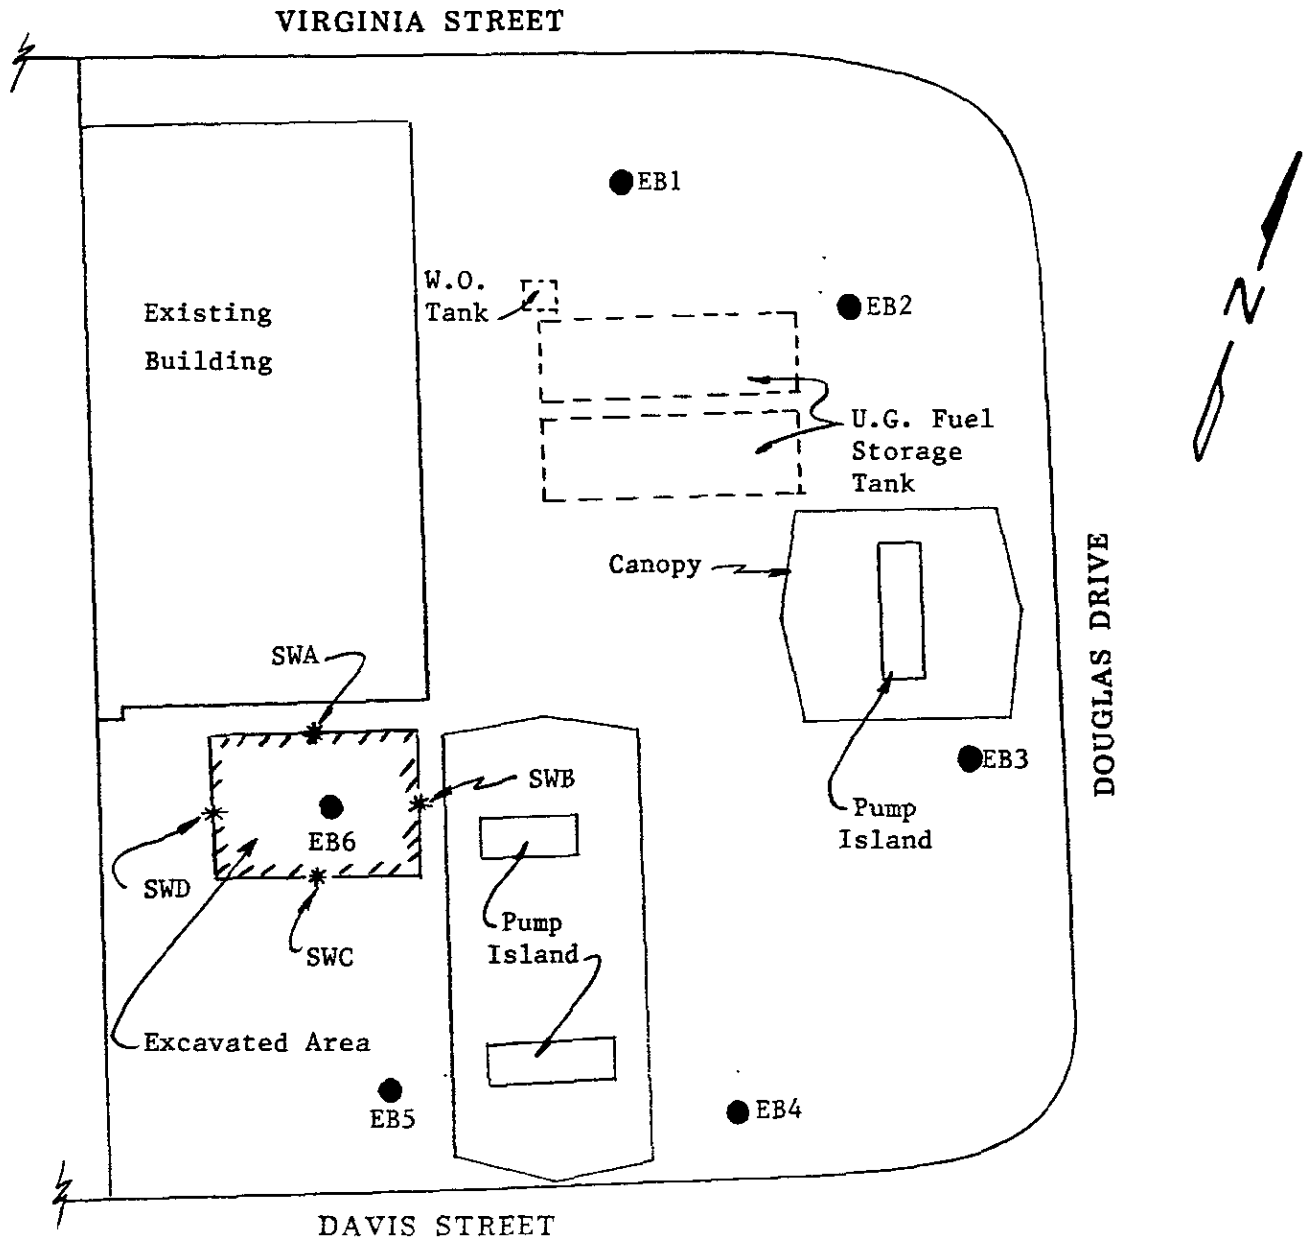 VIRGINIA STREET
EB1
W.O.
Tank
EB2
Existing
Building
N
U.G. Fuel
Storage
Tank
Canopy
DOUGLAS DRIVE
SWA
EB3
SWB
Pump
Island
EB6
SWD
Pump
Island
SWC
Excavated Area
EB5
EB4
DAVIS STREET